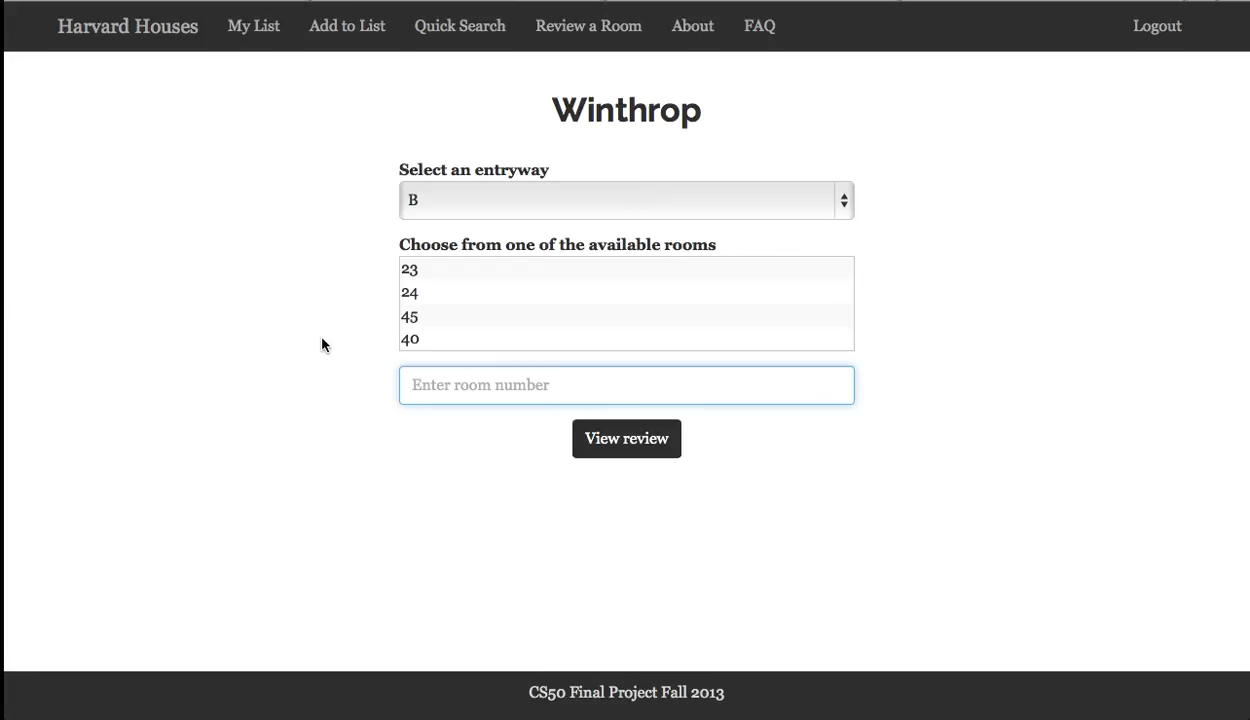 Harvard Houses My List Add to List Quick Search Review a Room About FAQ Logout
Winthrop
Select an entryway
B
Choose from one of the available rooms
23
24
45
40
Enter room number
View review
CS50 Final Project Fall 2013